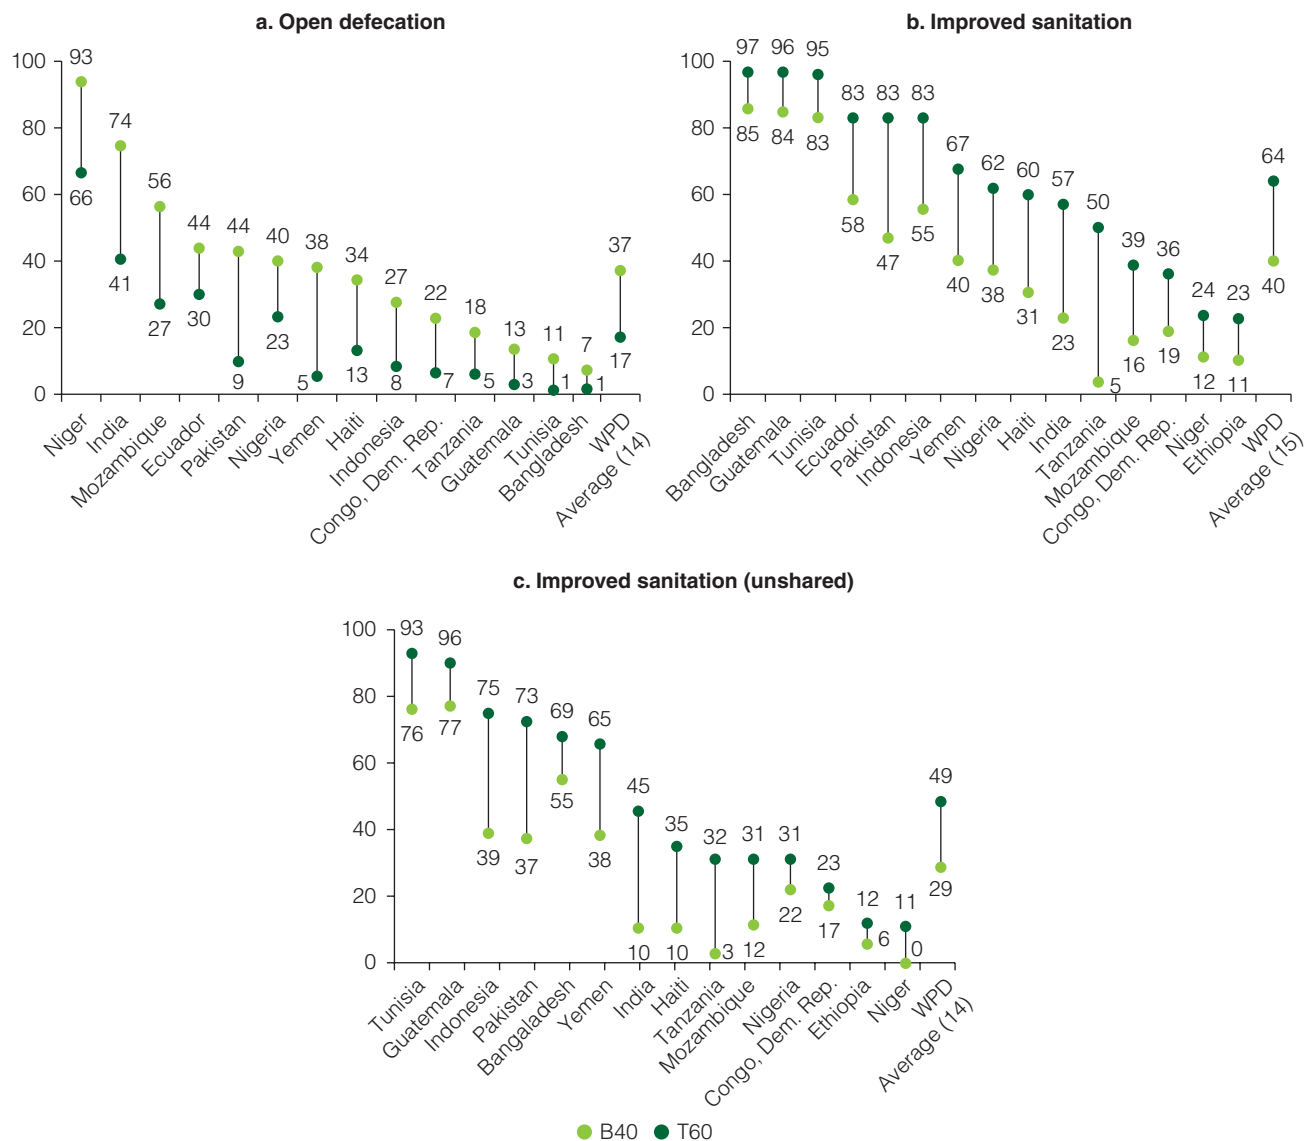 a. Open defecation
100
80
60
40
20
0
93
66
74
41
56
27
44
30
44
9
40
23
38
5
34
13
27
8
22
7
18
5
13
3
11
1
7
1
37
17
Niger
India
Mozambique
Ecuador
Pakistan
Nigeria
Yemen
Haiti
Indonesia
Congo, Dem. Rep.
Tanzania
Guatemala
Tunisia
Bangladesh
WPD
Average (14)
b. Improved sanitation
100
80
60
40
20
0
97
85
96
84
95
83
83
58
83
47
83
55
67
40
62
38
60
31
57
23
50
5
39
16
36
19
24
12
23
11
64
40
Bangladesh
Guatemala
Tunisia
Ecuador
Pakistan
Indonesia
Yemen
Nigeria
Haiti
India
Tanzania
Mozambique
Congo, Dem. Rep.
Niger
Ethiopia
WPD
Average (15)
c. Improved sanitation (unshared)
100
80
60
40
20
0
93
76
96
77
75
39
73
37
69
55
65
38
45
10
35
10
32
3
31
12
31
22
23
17
12
6
11
0
49
29
Tunisia
Guatemala
Indonesia
Pakistan
Bangaladesh
Yemen
India
Haiti
Tanzania
Mozambique
Nigeria
Congo, Dem. Rep.
Ethiopia
Niger
WPD
Average (14)
B40 T60